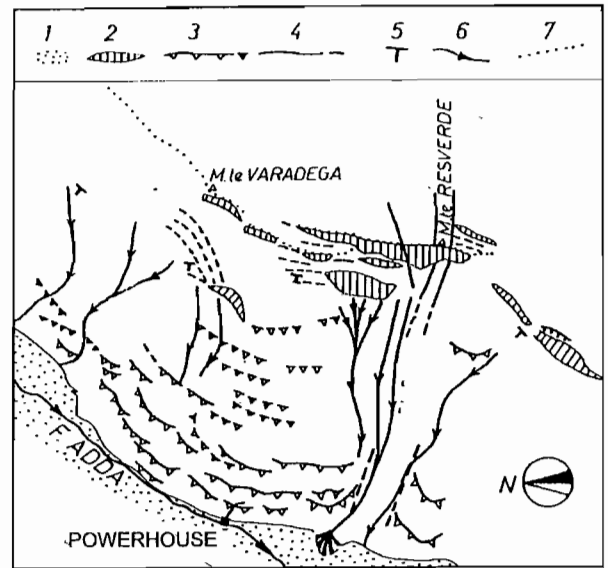 1 2 3 4 5 6 7
T
M.le VARADEGA
M.le RESVERDE
T
T
T
T
F. ADDA
N
POWERHOUSE